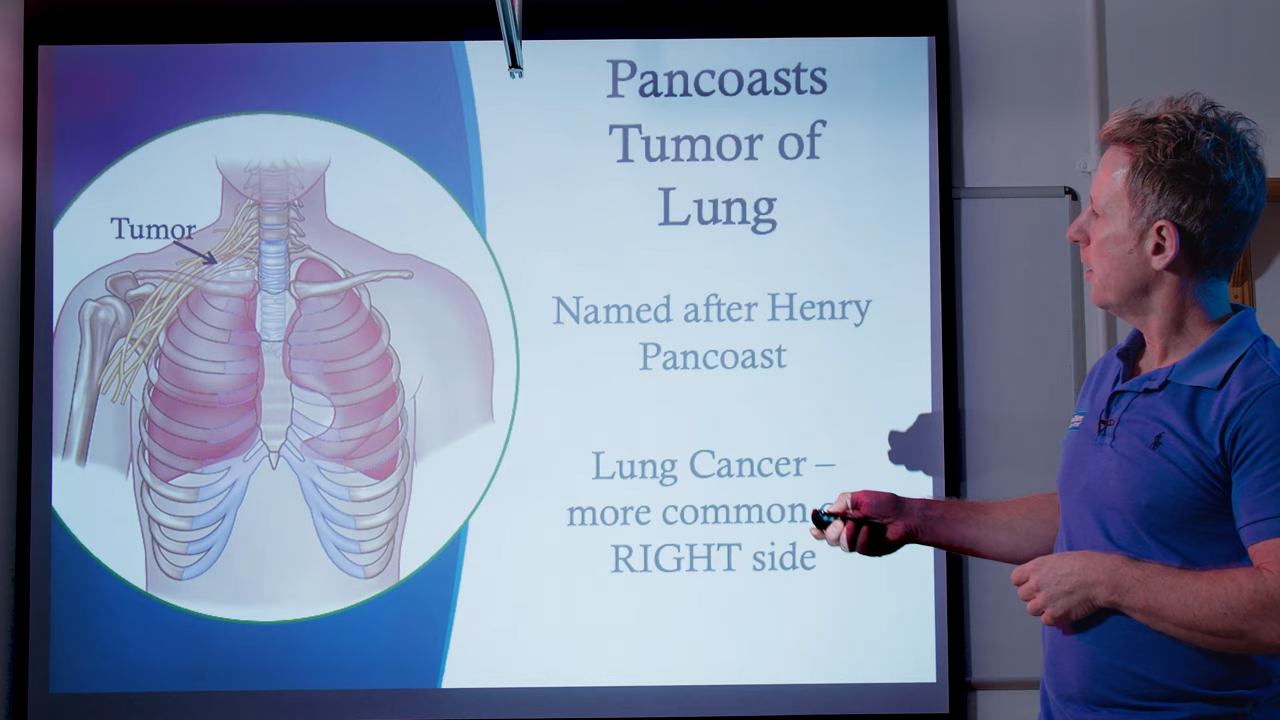 Pancoasts
Tumor of
Lung
Tumor
Named after Henry
Pancoast
Lung Cancer –
more common
RIGHT side